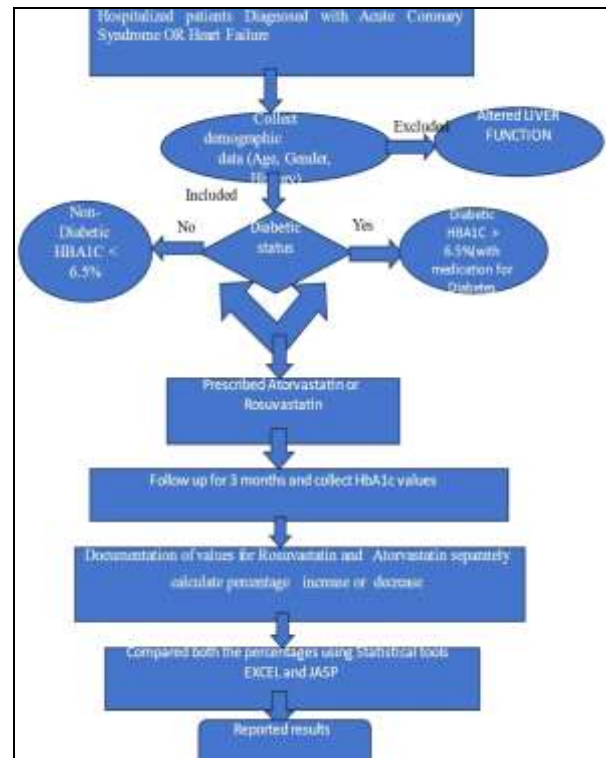 Hospitalized patients Diagnosed with Acute Coronary
Syndrome OR Heart Failure
Collect
demographic
data (Age, Gender,
History)
Excluded
Altered LIVER
FUNCTION
Included
Non-
Diabetic
HBA1C <
6.5%
No
Diabetic
status
Yes
Diabetic
HBA1C >
6.5%(with
medication for
Diabetes
Prescribed Atorvastatin or
Rosuvastatin
Follow up for 3 months and collect HbA1c values
Documentation of values for Rosuvastatin and Atorvastatin separately
calculate percentage increase or decrease
Compared both the percentages using Statistical tools
EXCEL and JASP
Reported results